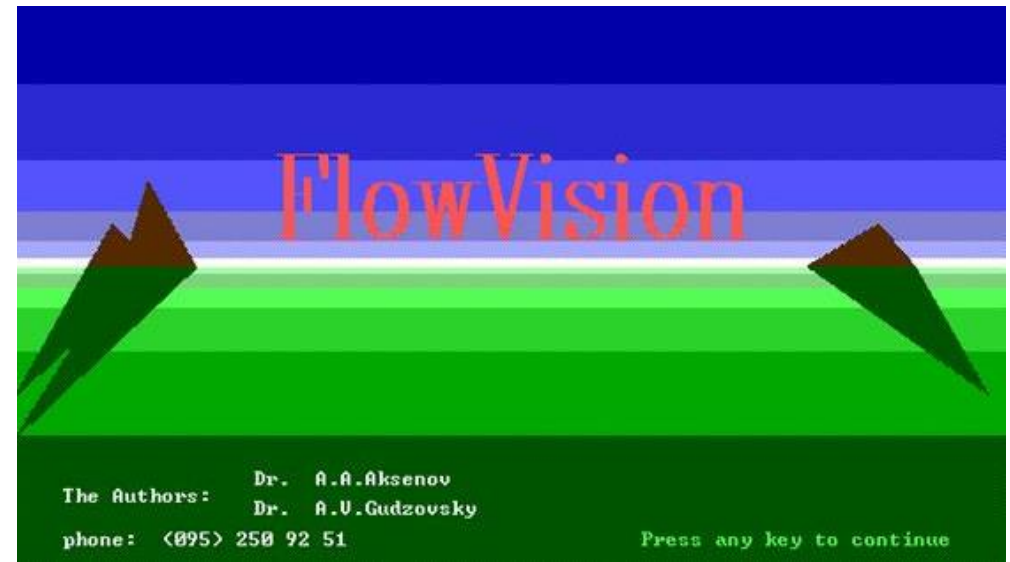 FlowVision
Dr. A.A.Aksenov
The Authors:
Dr. A.V.Gudzovsky
phone: (095) 250 92 51
Press any key to continue